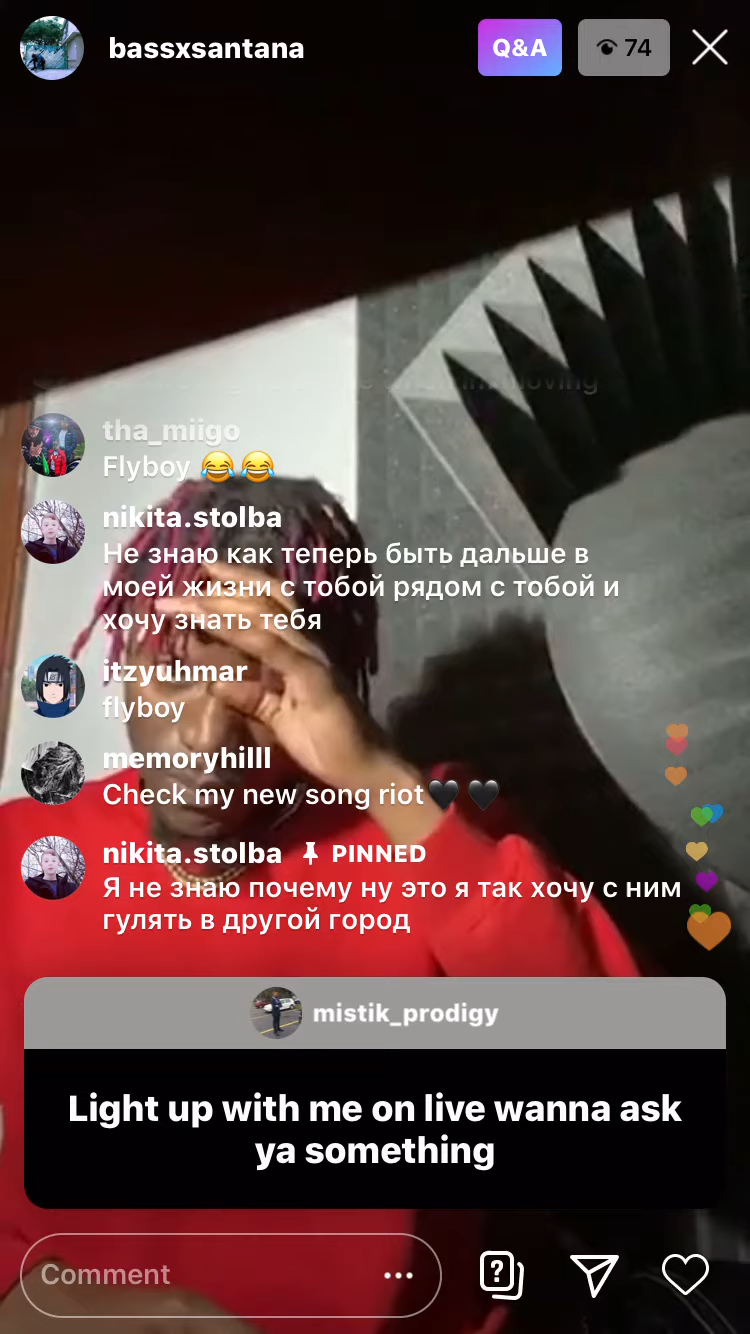 bassxsantana
Q&A
74
moving
tha_miigo
Flyboy 😂😂
nikita.stolba
Не знаю как теперь быть дальше в
моей жизни с тобой рядом с тобой и
хочу знать тебя
itzyuhmar
flyboy
memoryhilll
Check my new song riot🖤 🖤
nikita.stolba PINNED
Я не знаю почему ну это я так хочу с ним
гулять в другой город
mistik_prodigy
Light up with me on live wanna ask
ya something
Comment